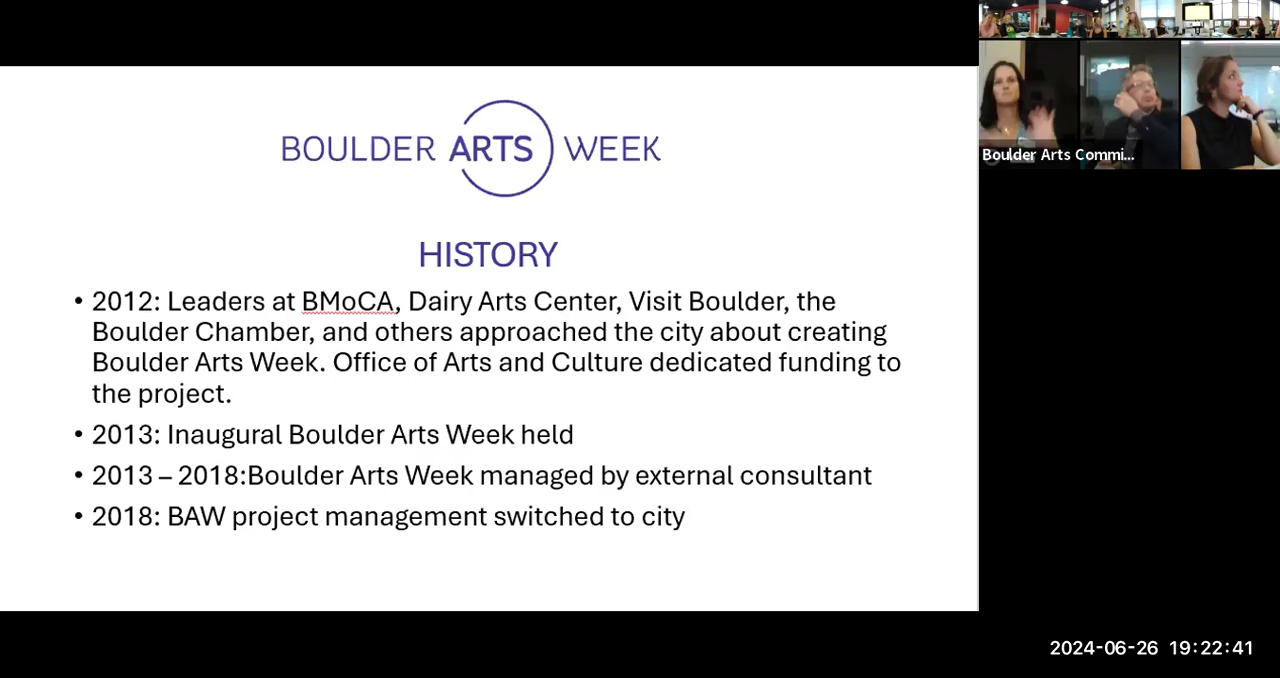 BOULDER ARTS WEEK
HISTORY
• 2012: Leaders at BMoCA, Dairy Arts Center, Visit Boulder, the
Boulder Chamber, and others approached the city about creating
Boulder Arts Week. Office of Arts and Culture dedicated funding to
the project.
• 2013: Inaugural Boulder Arts Week held
• 2013 – 2018:Boulder Arts Week managed by external consultant
• 2018: BAW project management switched to city
Boulder Arts Commi...
2024-06-26 19:22:41